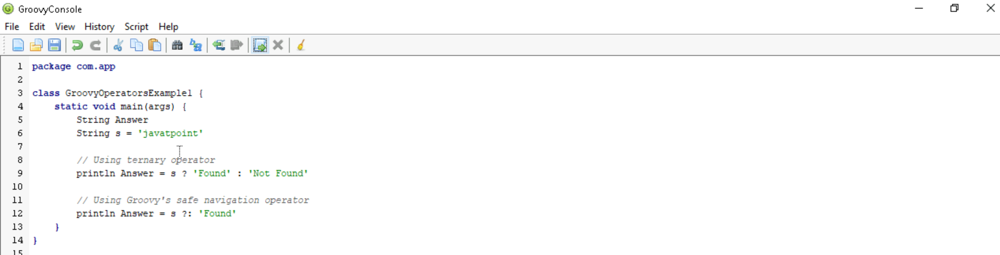 GroovyConsole
File Edit View History Script Help
1 package com.app
2
3 class GroovyOperatorsExample1 {
4     static void main(args) {
5         String Answer
6         String s = 'javatpoint'
7
8         // Using ternary operator
9         println Answer = s ? 'Found' : 'Not Found'
10
11         // Using Groovy's safe navigation operator
12         println Answer = s ?: 'Found'
13     }
14 }
15